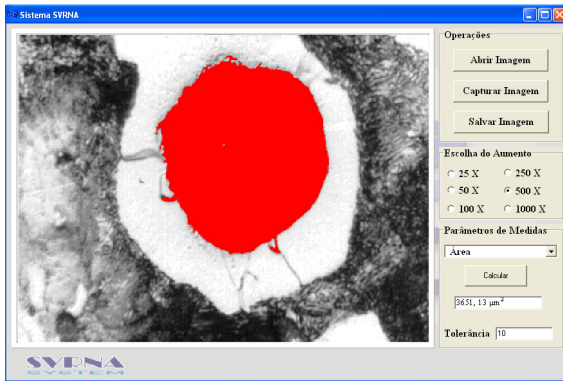 Sistema SVRNA
Operações
Abrir Imagem
Capturar Imagem
Salvar Imagem
Escolha do Aumento
25 X 250 X
50 X 500 X
100 X 1000 X
Parâmetros de Medidas
Área
Calcular
3651, 13 µm²
Tolerância 10
SVRNA
SYSTEM